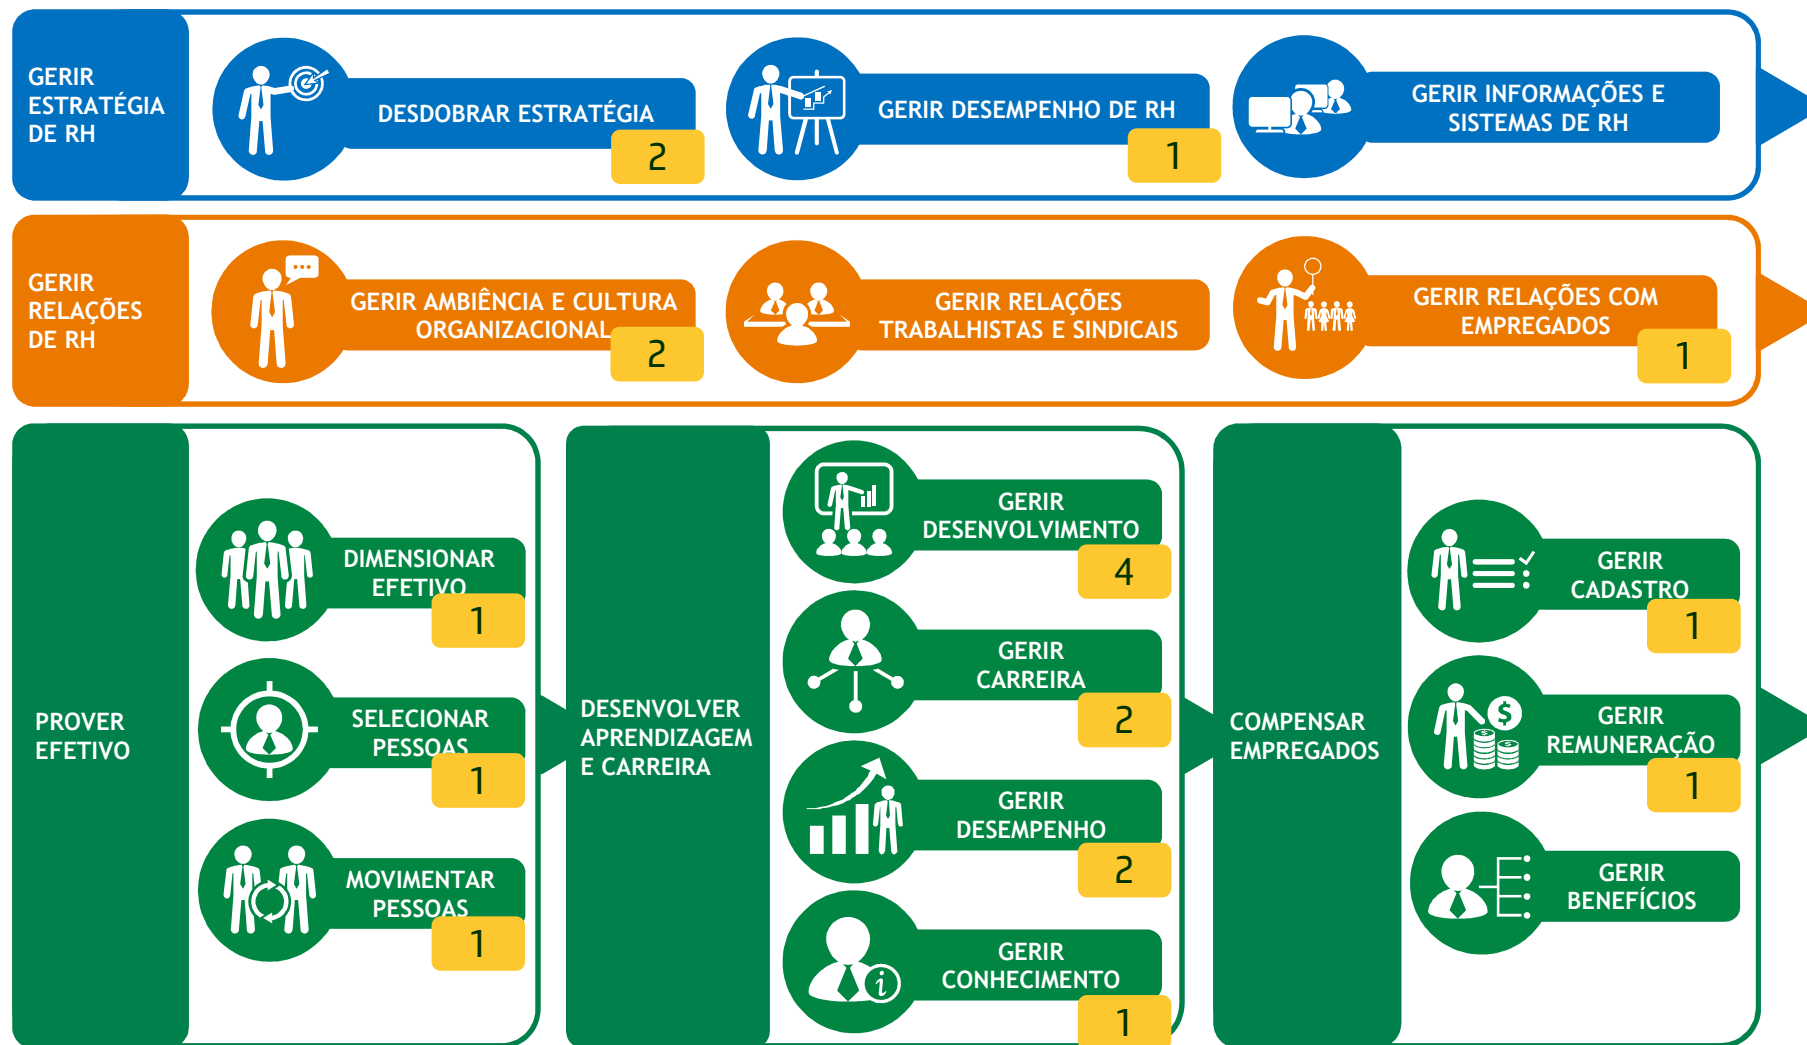 GERIR
ESTRATÉGIA
DE RH
DESDOBRAR ESTRATÉGIA
2
GERIR DESEMPENHO DE RH
1
GERIR INFORMAÇÕES E
SISTEMAS DE RH
GERIR
RELAÇÕES
DE RH
GERIR AMBIÊNCIA E CULTURA
ORGANIZACIONAL
2
GERIR RELAÇÕES
TRABALHISTAS E SINDICAIS
GERIR RELAÇÕES COM
EMPREGADOS
1
PROVER
EFETIVO
DIMENSIONAR
EFETIVO
1
SELECIONAR
PESSOAS
1
MOVIMENTAR
PESSOAS
1
DESENVOLVER
APRENDIZAGEM
E CARREIRA
GERIR
DESENVOLVIMENTO
4
GERIR
CARREIRA
2
GERIR
DESEMPENHO
2
GERIR
CONHECIMENTO
1
COMPENSAR
EMPREGADOS
GERIR
CADASTRO
1
$
GERIR
REMUNERAÇÃO
1
GERIR
BENEFÍCIOS